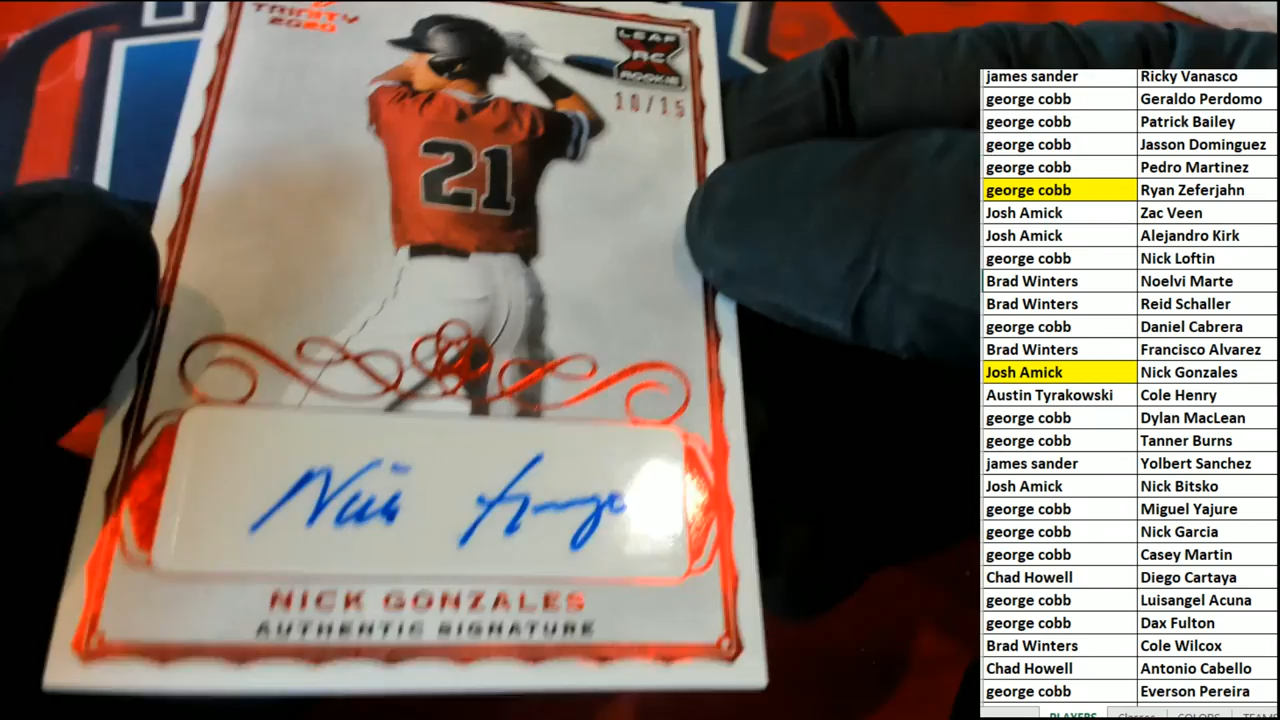 TRINITY
2020
LEAF
RC
ROOKIE
10/15
21
NICK GONZALES
AUTHENTIC SIGNATURE
james sander Ricky Vanasco
george cobb Geraldo Perdomo
george cobb Patrick Bailey
george cobb Jasson Dominguez
george cobb Pedro Martinez
george cobb Ryan Zeferjahn
Josh Amick Zac Veen
Josh Amick Alejandro Kirk
george cobb Nick Loftin
Brad Winters Noelvi Marte
Brad Winters Reid Schaller
george cobb Daniel Cabrera
Brad Winters Francisco Alvarez
Josh Amick Nick Gonzales
Austin Tyrakowski Cole Henry
george cobb Dylan MacLean
george cobb Tanner Burns
james sander Yolbert Sanchez
Josh Amick Nick Bitsko
george cobb Miguel Yajure
george cobb Nick Garcia
george cobb Casey Martin
Chad Howell Diego Cartaya
george cobb Luisangel Acuna
george cobb Dax Fulton
Brad Winters Cole Wilcox
Chad Howell Antonio Cabello
george cobb Everson Pereira
PLAYERS Classes COLORS TEAMS